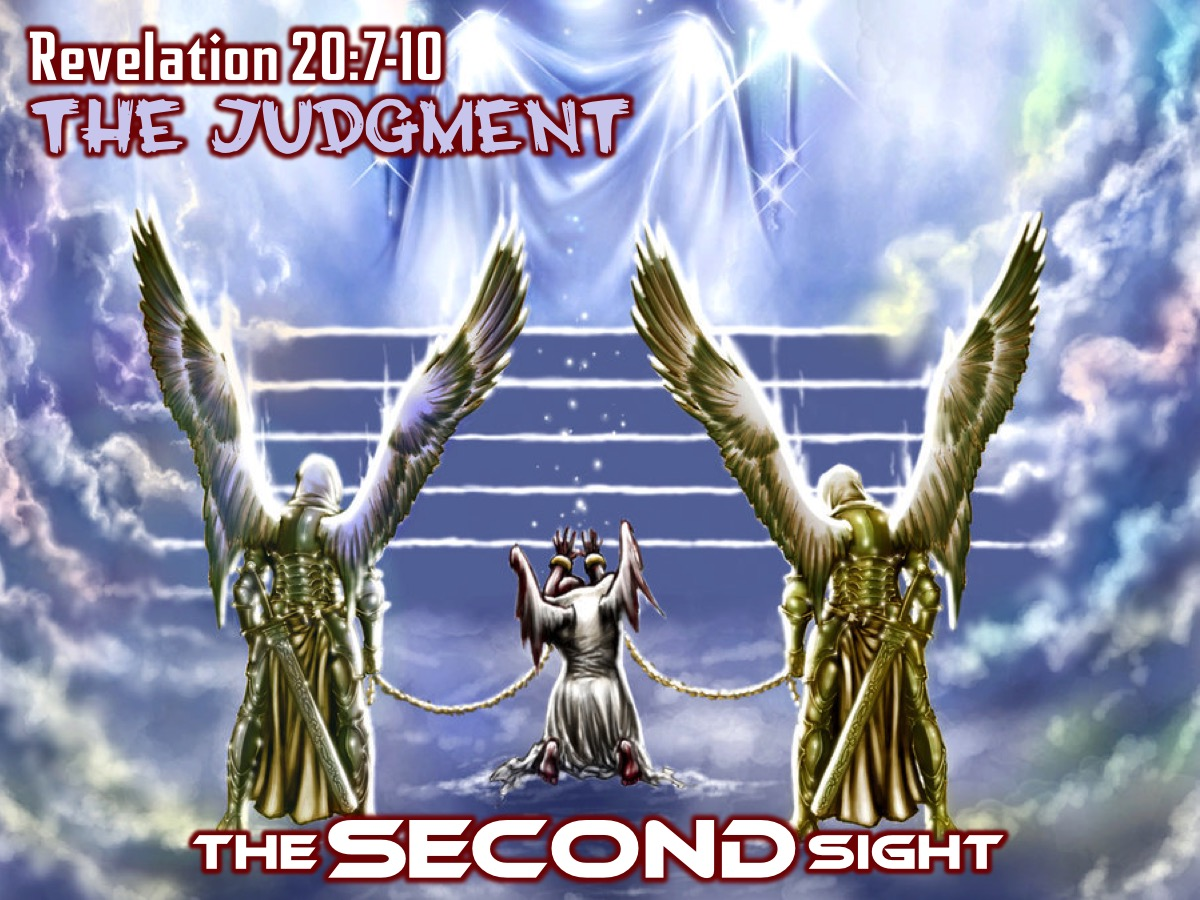 Revelation 20:7-10
THE JUDGMENT
THE SECOND SIGHT